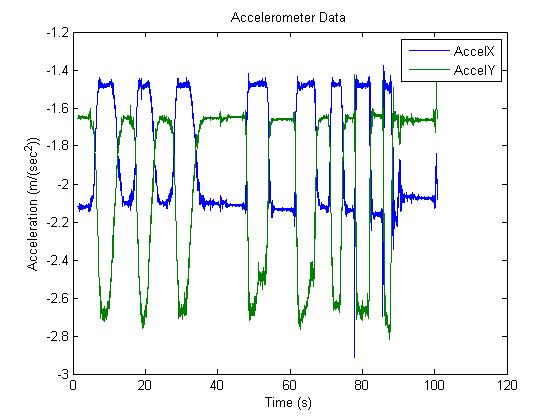 Accelerometer Data
-1.2
AccelX
-1.4
AccelY
-1.6
-1.8
-2
-2.2
-2.4
-2.6
-2.8
-3
Acceleration (m/(sec²))
0 20 40 60 80 100 120
Time (s)